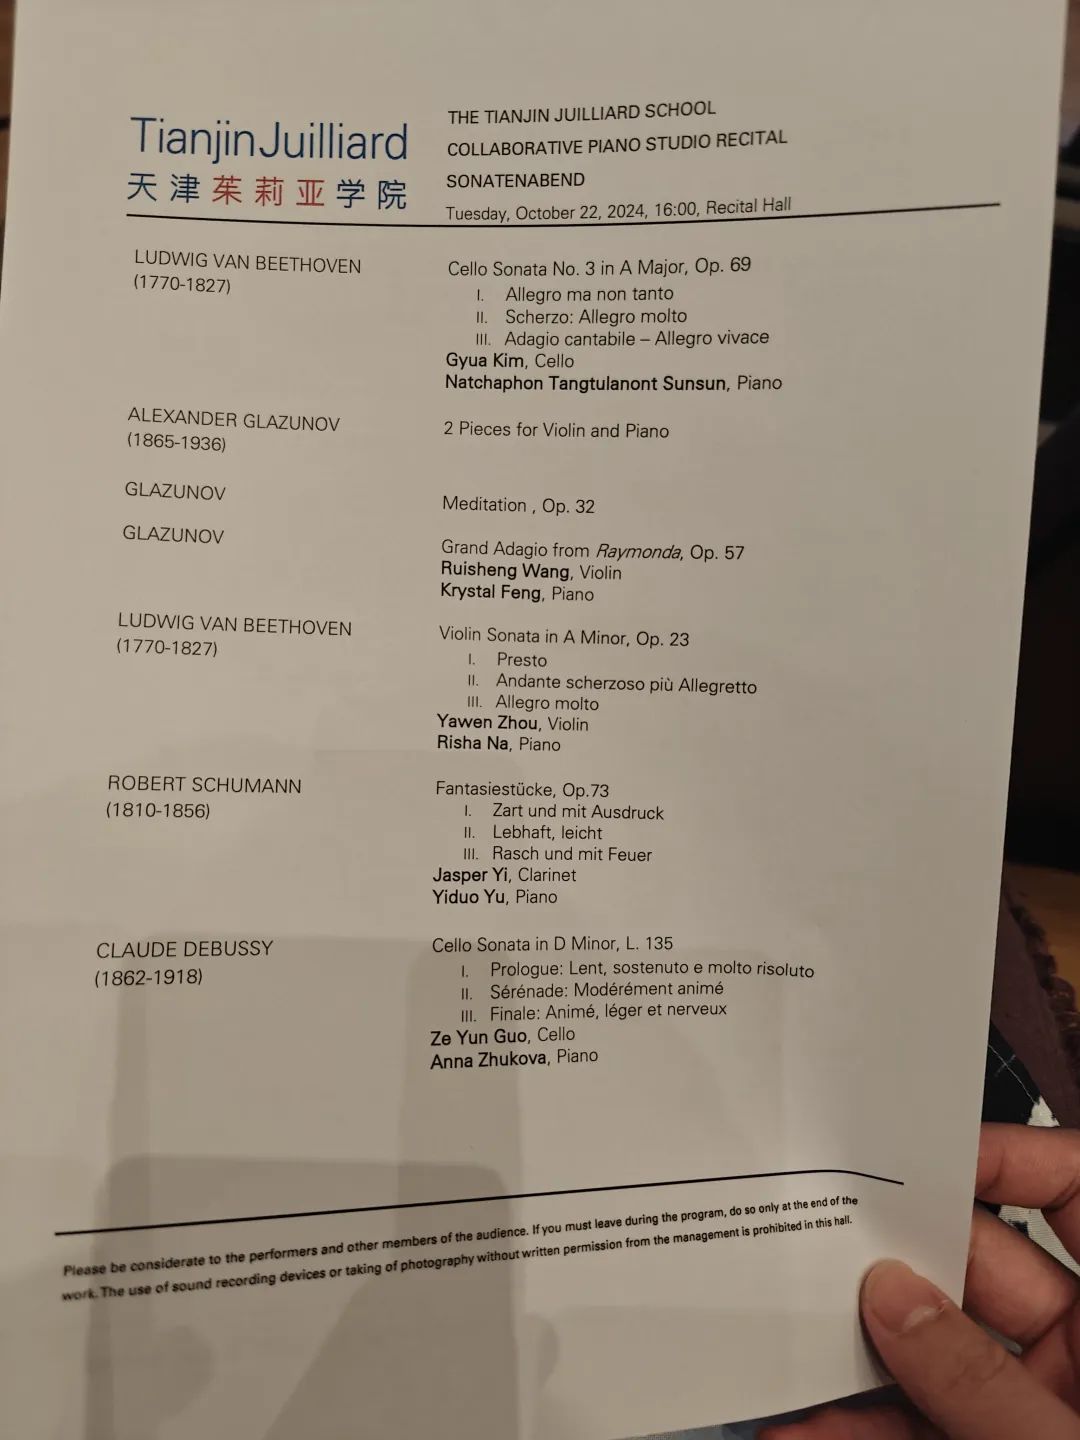 TianjinJuilliard
天津茱莉亚学院
THE TIANJIN JUILLIARD SCHOOL
COLLABORATIVE PIANO STUDIO RECITAL
SONATENABEND
Tuesday, October 22, 2024, 16:00, Recital Hall
LUDWIG VAN BEETHOVEN
(1770-1827)
Cello Sonata No. 3 in A Major, Op. 69
I. Allegro ma non tanto
II. Scherzo: Allegro molto
III. Adagio cantabile – Allegro vivace
Gyua Kim, Cello
Natchaphon Tangtulanont Sunsun, Piano
ALEXANDER GLAZUNOV
(1865-1936)
2 Pieces for Violin and Piano
GLAZUNOV
Meditation , Op. 32
GLAZUNOV
Grand Adagio from Raymonda, Op. 57
Ruisheng Wang, Violin
Krystal Feng, Piano
LUDWIG VAN BEETHOVEN
(1770-1827)
Violin Sonata in A Minor, Op. 23
I. Presto
II. Andante scherzoso più Allegretto
III. Allegro molto
Yawen Zhou, Violin
Risha Na, Piano
ROBERT SCHUMANN
(1810-1856)
Fantasiestücke, Op.73
I. Zart und mit Ausdruck
II. Lebhaft, leicht
III. Rasch und mit Feuer
Jasper Yi, Clarinet
Yiduo Yu, Piano
CLAUDE DEBUSSY
(1862-1918)
Cello Sonata in D Minor, L. 135
I. Prologue: Lent, sostenuto e molto risoluto
II. Sérénade: Modérément animé
III. Finale: Animé, léger et nerveux
Ze Yun Guo, Cello
Anna Zhukova, Piano
Please be considerate to the performers and other members of the audience. If you must leave during the program, do so only at the end of the
work. The use of sound recording devices or taking of photography without written permission from the management is prohibited in this hall.